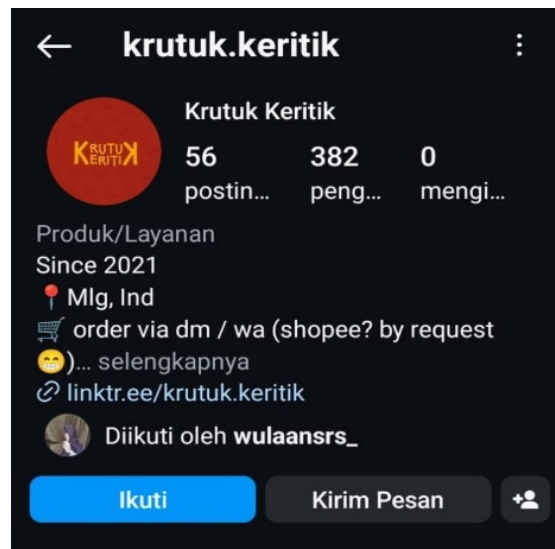 krutuk.keritik
KRUTUK
KERITIK
Krutuk Keritik
56 382 0
postin... peng... mengi...
Produk/Layanan
Since 2021
📍 Mlg, Ind
🛒 order via dm / wa (shopee? by request
😁)... selengkapnya
linktr.ee/krutuk.keritik
Diikuti oleh wulaansrs_
Ikuti Kirim Pesan